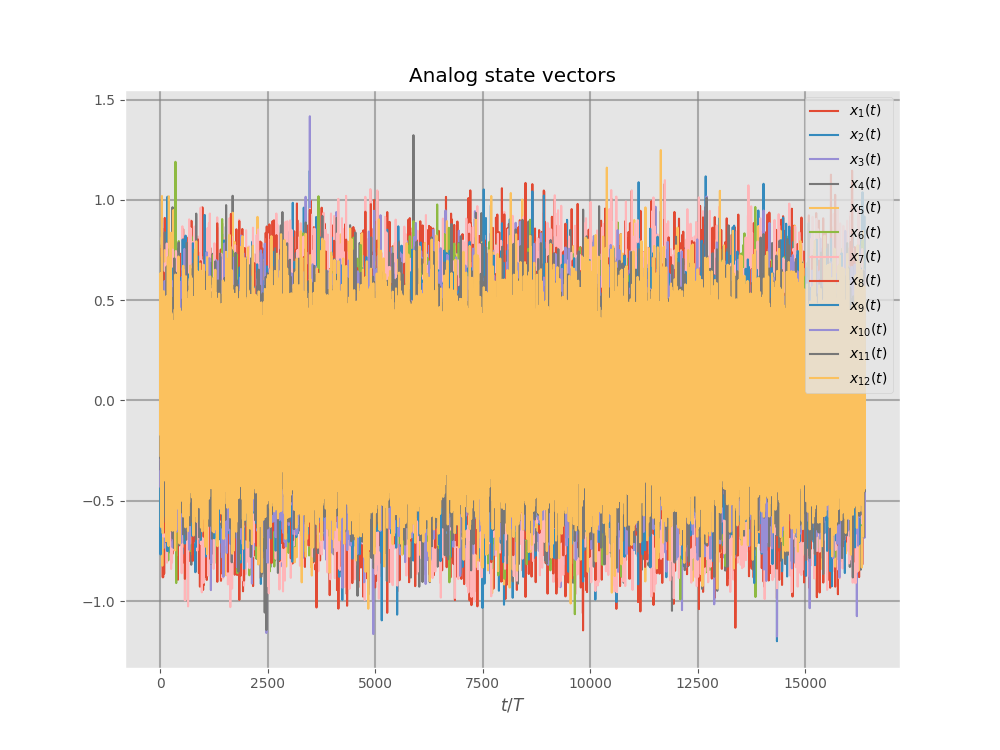 Analog state vectors
1.5
1.0
0.5
0.0
−0.5
−1.0
x₁(t)
x₂(t)
x₃(t)
x₄(t)
x₅(t)
x₆(t)
x₇(t)
x₈(t)
x₉(t)
x₁₀(t)
x₁₁(t)
x₁₂(t)
0 2500 5000 7500 10000 12500 15000
t/T